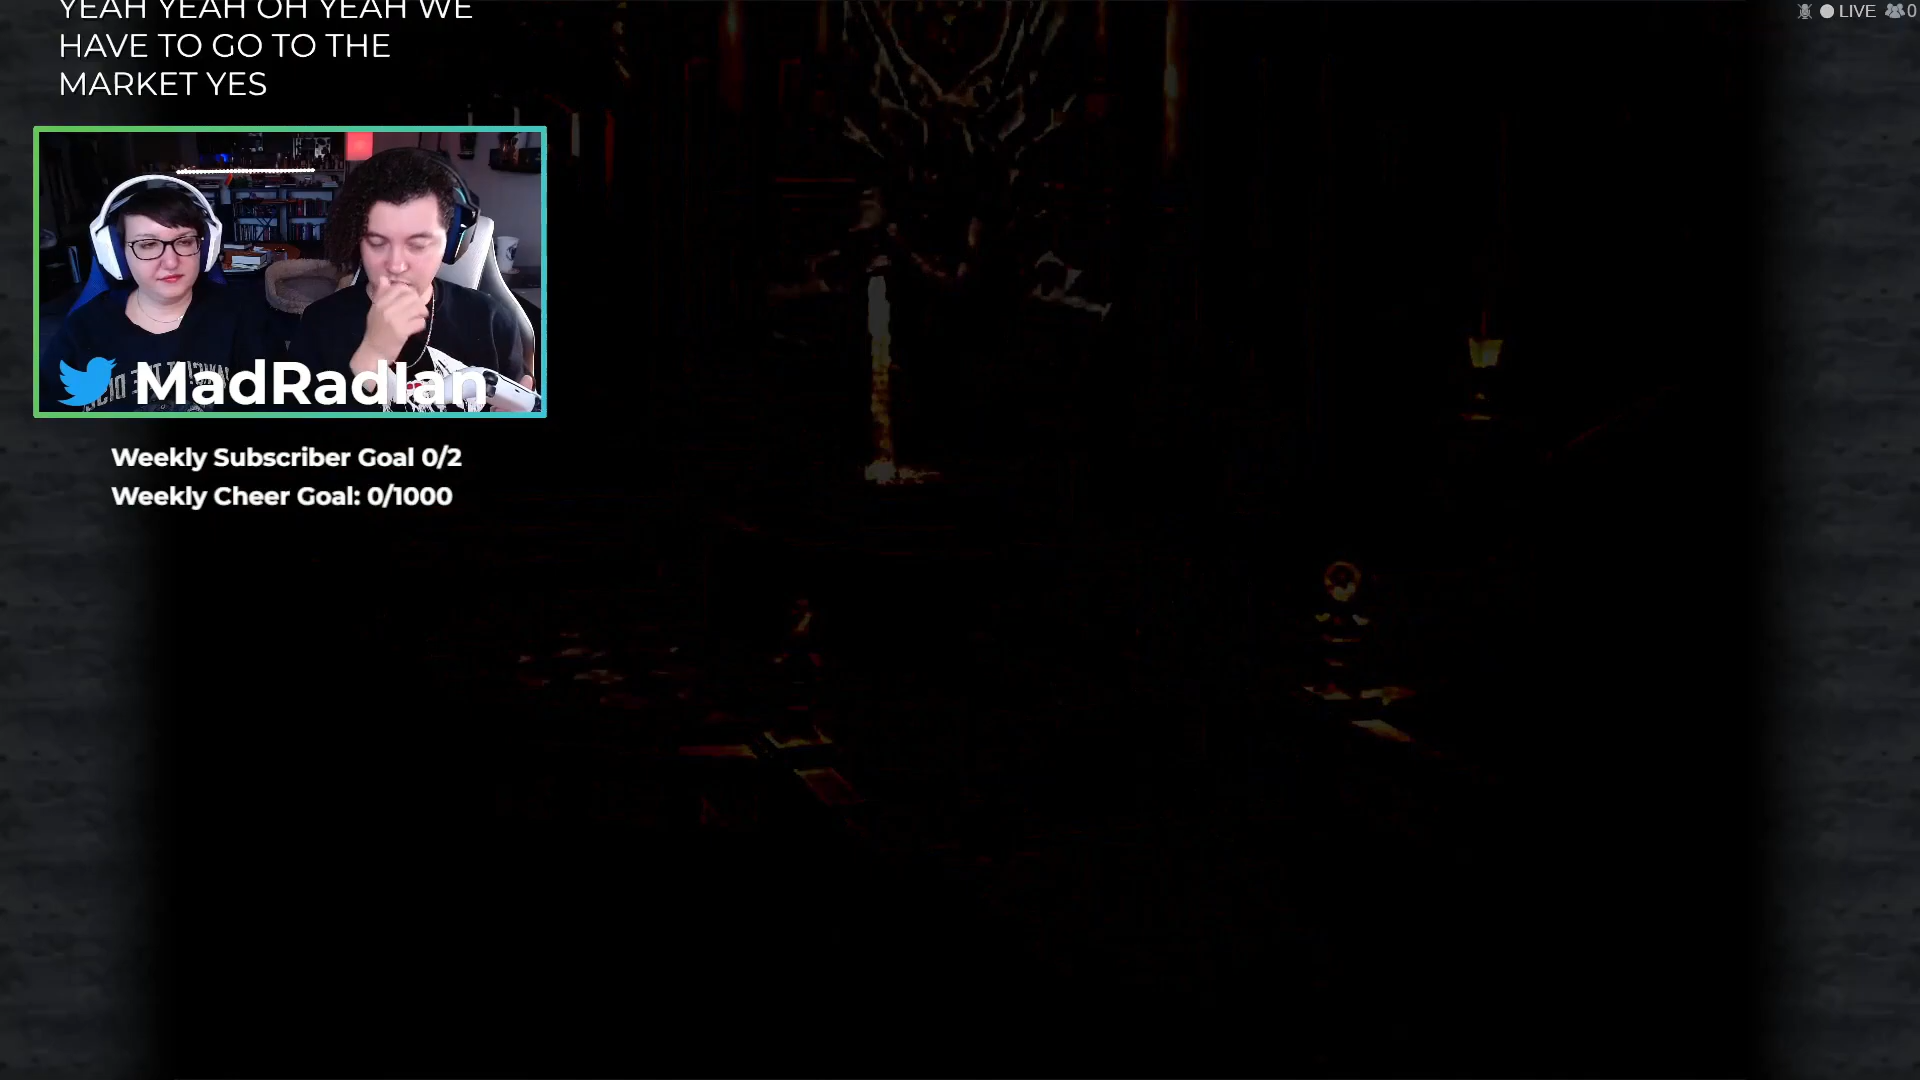 YEAH YEAH OH YEAH WE
HAVE TO GO TO THE
MARKET YES
LIVE 0
MadRadIan
Weekly Subscriber Goal 0/2
Weekly Cheer Goal: 0/1000